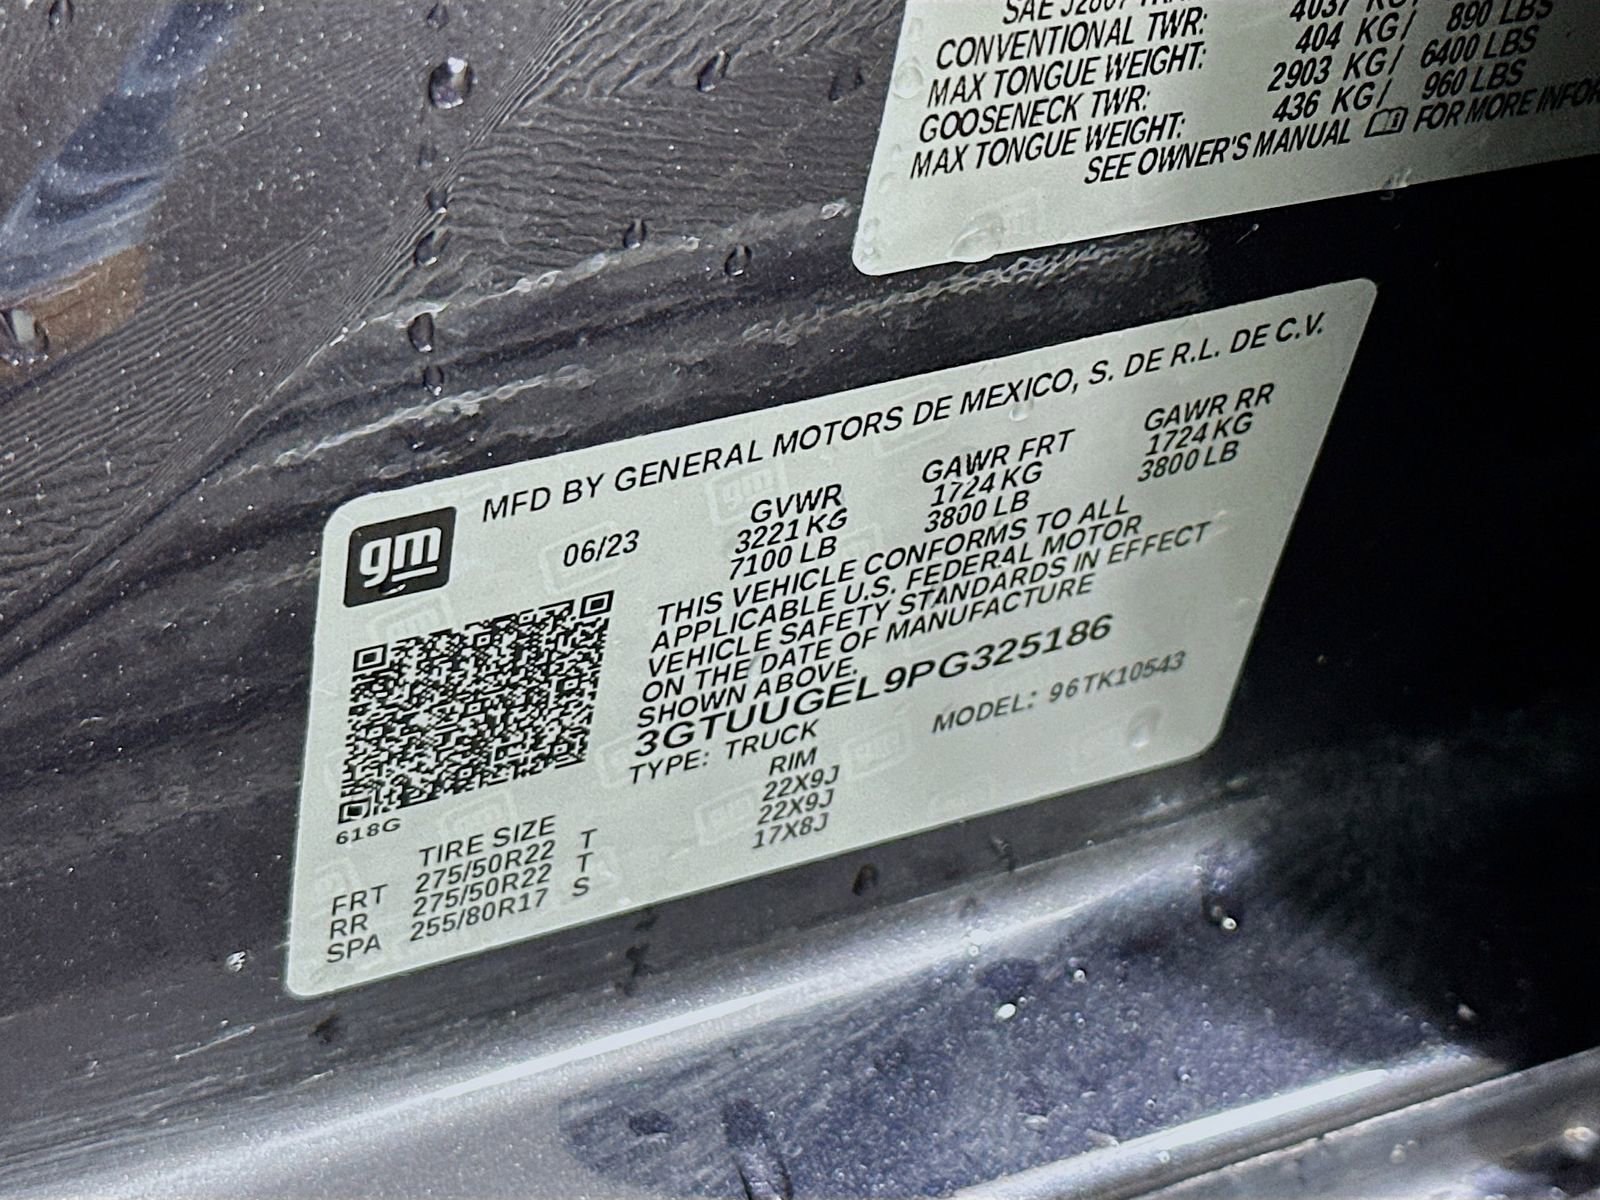 CONVENTIONAL TWR: 404 KG/ 890 LBS
MAX TONGUE WEIGHT: 2903 KG/ 6400 LBS
GOOSENECK TWR: 436 KG/ 960 LBS
MAX TONGUE WEIGHT:
SEE OWNER'S MANUAL FOR MORE
MFD BY GENERAL MOTORS DE MEXICO, S. DE R.L. DE C.V.
gm
06/23
GVWR GAWR FRT GAWR RR
3221 KG 1724 KG 1724 KG
7100 LB 3800 LB 3800 LB
THIS VEHICLE CONFORMS TO ALL
APPLICABLE U.S. FEDERAL MOTOR
VEHICLE SAFETY STANDARDS IN EFFECT
ON THE DATE OF MANUFACTURE
SHOWN ABOVE.
3GTUUGEL9PG325186
TYPE: TRUCK MODEL: 96TK10543
618G
TIRE SIZE RIM
FRT 275/50R22 T 22X9J
RR 275/50R22 T 22X9J
SPA 255/80R17 S 17X8J